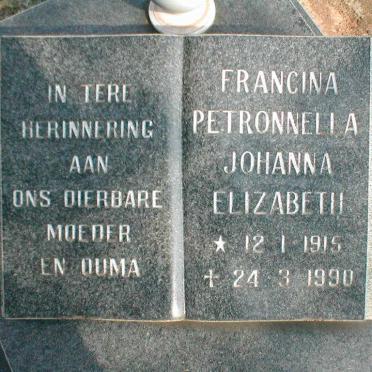 IN TERE
HERINNERING
AAN
ONS DIERBARE
MOEDER
EN OUMA
FRANCINA
PETRONNELLA
JOHANNA
ELIZABETH
★ 12 1 1915
✝ 24 3 1990